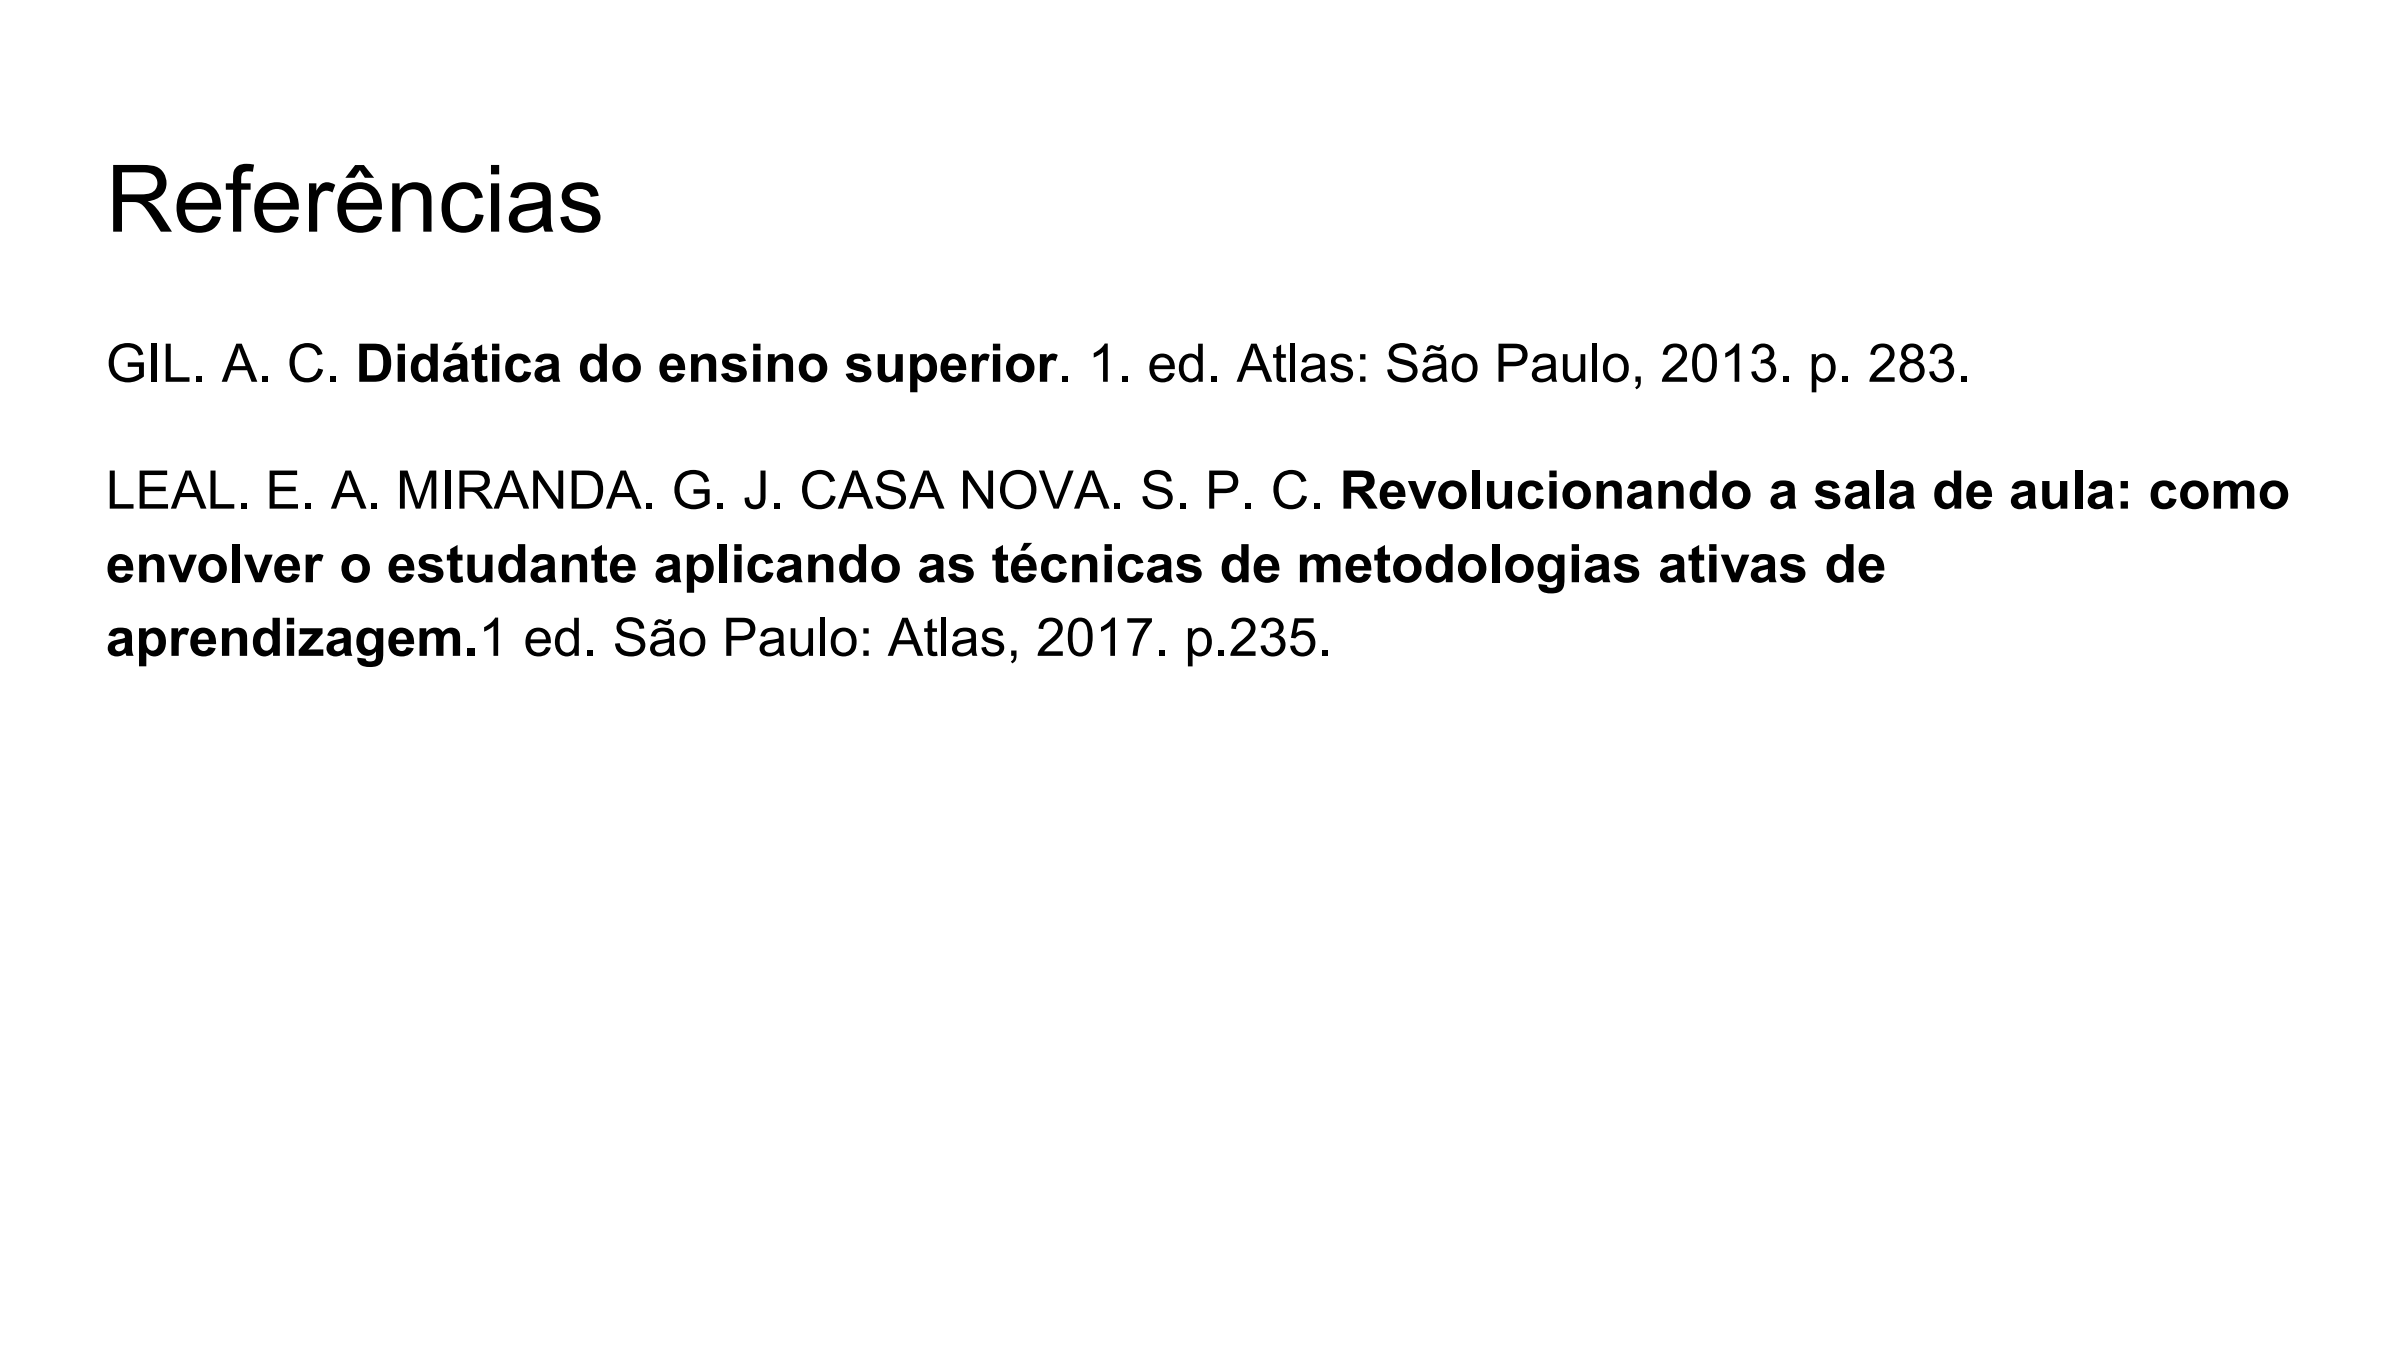 Referências
GIL. A. C. Didática do ensino superior. 1. ed. Atlas: São Paulo, 2013. p. 283.
LEAL. E. A. MIRANDA. G. J. CASA NOVA. S. P. C. Revolucionando a sala de aula: como
envolver o estudante aplicando as técnicas de metodologias ativas de
aprendizagem.1 ed. São Paulo: Atlas, 2017. p.235.